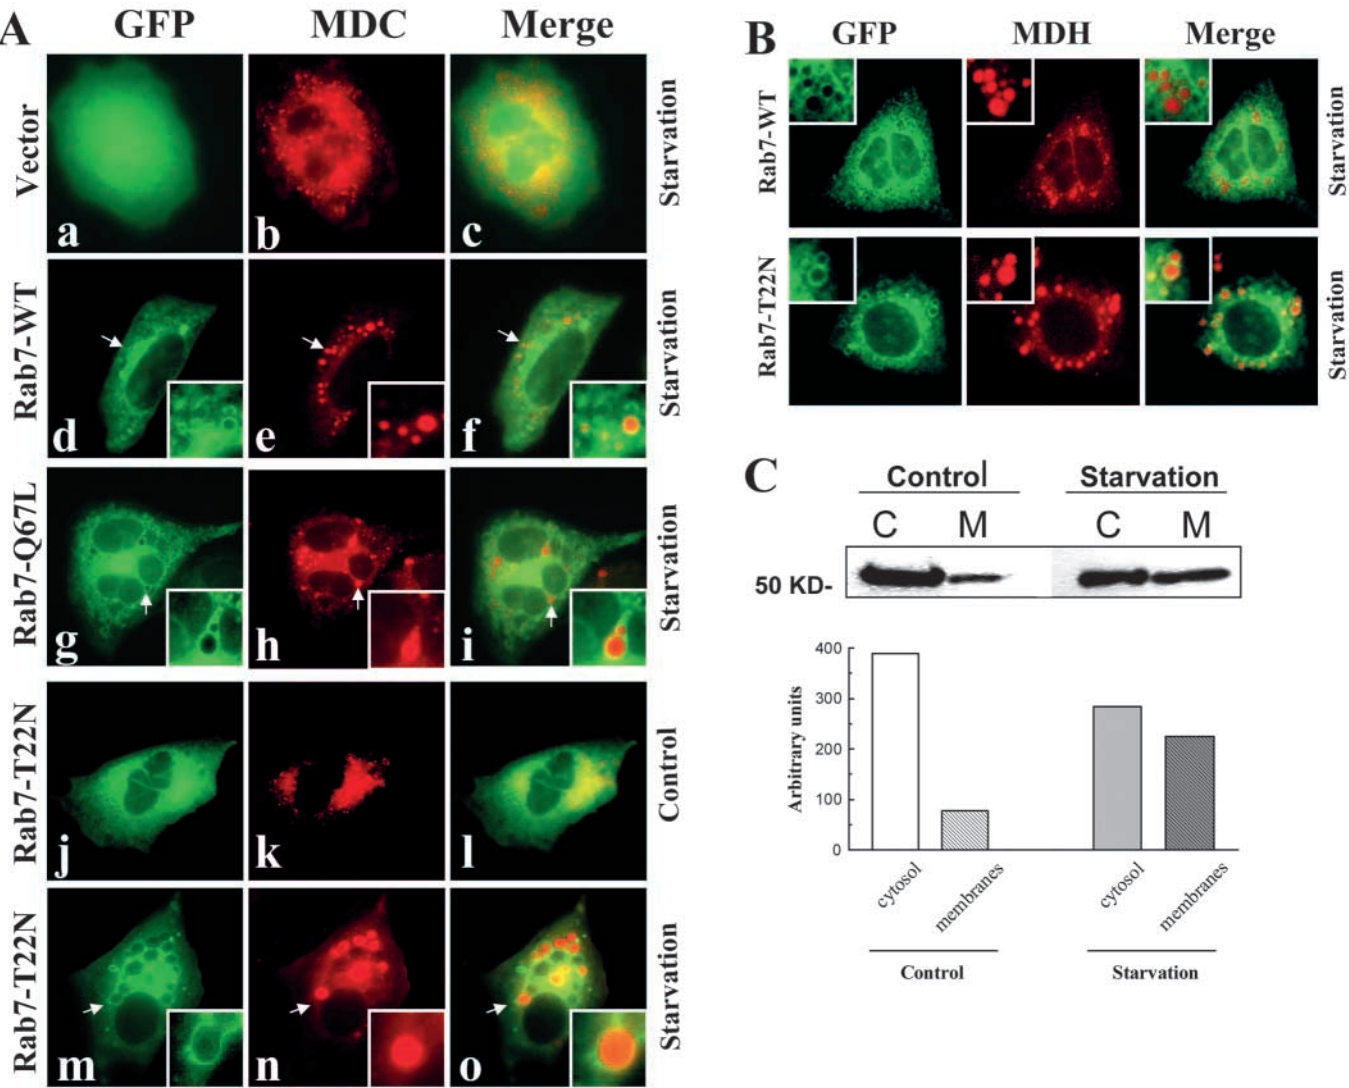 A
GFP MDC Merge
Vector
a b c
Starvation
Rab7-WT
d e f
Starvation
Rab7-Q67L
g h i
Starvation
Rab7-T22N
j k l
Control
Rab7-T22N
m n o
Starvation
B
GFP MDH Merge
Rab7-WT
Starvation
Rab7-T22N
Starvation
C
Control Starvation
C M C M
50 KD-
Arbitrary units
400
300
200
100
0
cytosol membranes cytosol membranes
Control Starvation